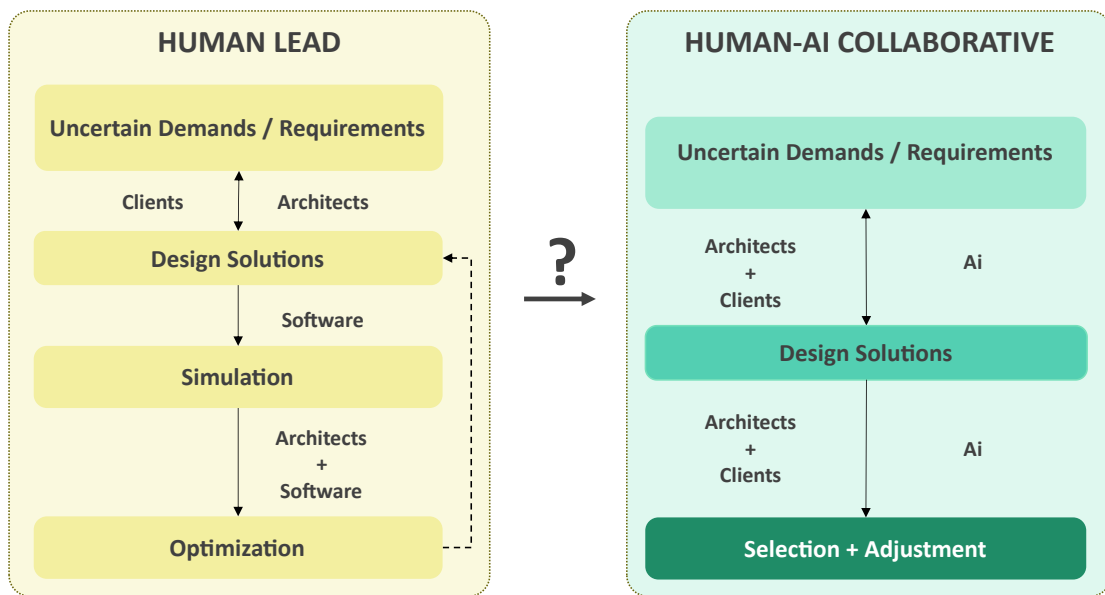 HUMAN LEAD
Uncertain Demands / Requirements
Clients
Architects
Design Solutions
Software
Simulation
Architects
+
Software
Optimization
?
HUMAN-AI COLLABORATIVE
Uncertain Demands / Requirements
Architects
+
Clients
Ai
Design Solutions
Architects
+
Clients
Ai
Selection + Adjustment